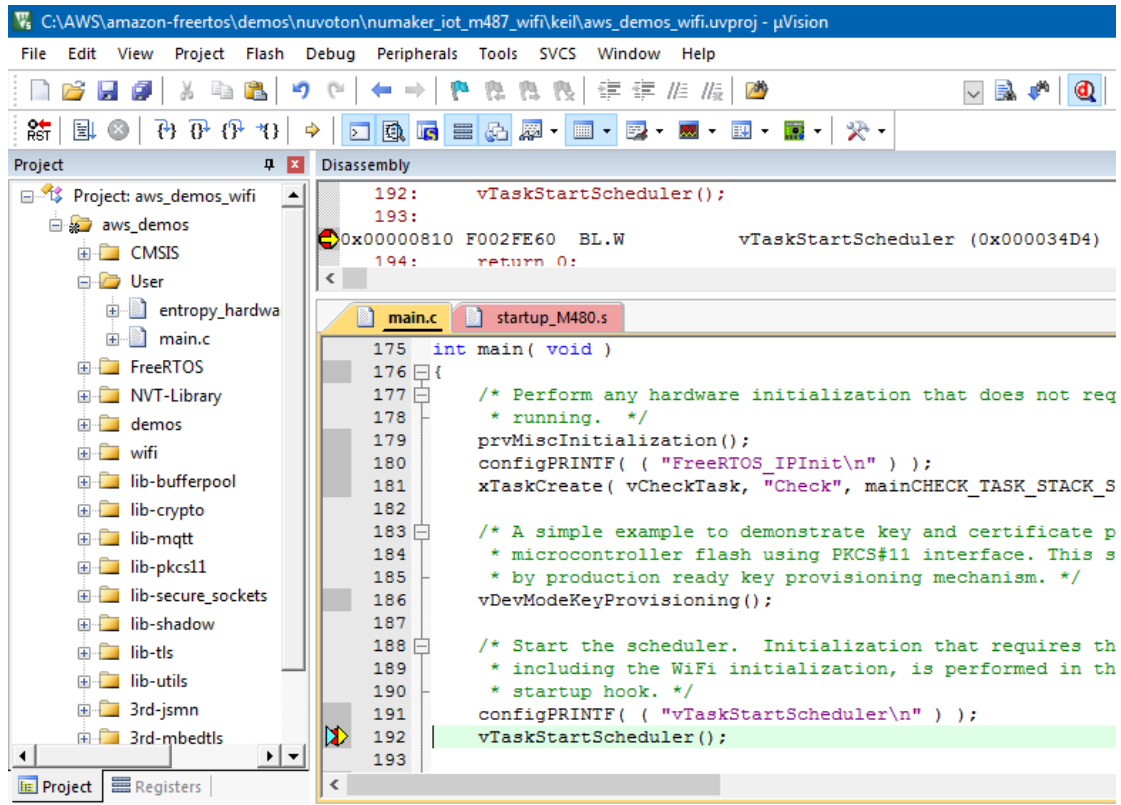 C:\AWS\amazon-freertos\demos\nuvoton\numaker_iot_m487_wifi\keil\aws_demos_wifi.uvproj - µVision
File Edit View Project Flash Debug Peripherals Tools SVCS Window Help
RST
Project
Project: aws_demos_wifi
aws_demos
CMSIS
User
entropy_hardwa
main.c
FreeRTOS
NVT-Library
demos
wifi
lib-bufferpool
lib-crypto
lib-mqtt
lib-pkcs11
lib-secure_sockets
lib-shadow
lib-tls
lib-utils
3rd-jsmn
3rd-mbedtls
Project Registers
Disassembly
192: vTaskStartScheduler();
193:
0x00000810 F002FE60 BL.W vTaskStartScheduler (0x000034D4)
194: return 0;
main.c startup_M480.s
175 int main( void )
176 {
177 /* Perform any hardware initialization that does not req
178 * running. */
179 prvMiscInitialization();
180 configPRINTF( ( "FreeRTOS_IPInit\n" ) );
181 xTaskCreate( vCheckTask, "Check", mainCHECK_TASK_STACK_S
182
183 /* A simple example to demonstrate key and certificate p
184 * microcontroller flash using PKCS#11 interface. This s
185 * by production ready key provisioning mechanism. */
186 vDevModeKeyProvisioning();
187
188 /* Start the scheduler. Initialization that requires th
189 * including the WiFi initialization, is performed in th
190 * startup hook. */
191 configPRINTF( ( "vTaskStartScheduler\n" ) );
192 vTaskStartScheduler();
193